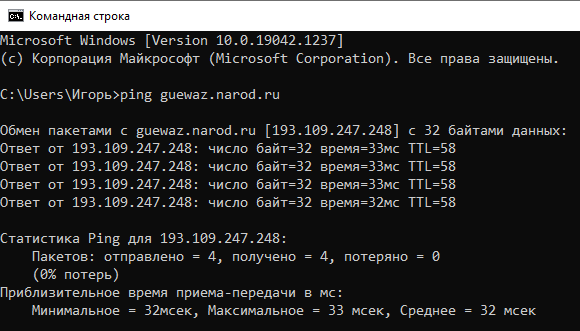 Командная строка
Microsoft Windows [Version 10.0.19042.1237]
(c) Корпорация Майкрософт (Microsoft Corporation). Все права защищены.
C:\Users\Игорь>ping guewaz.narod.ru
Обмен пакетами с guewaz.narod.ru [193.109.247.248] с 32 байтами данных:
Ответ от 193.109.247.248: число байт=32 время=33мс TTL=58
Ответ от 193.109.247.248: число байт=32 время=33мс TTL=58
Ответ от 193.109.247.248: число байт=32 время=33мс TTL=58
Ответ от 193.109.247.248: число байт=32 время=32мс TTL=58
Статистика Ping для 193.109.247.248:
Пакетов: отправлено = 4, получено = 4, потеряно = 0
(0% потерь)
Приблизительное время приема-передачи в мс:
Минимальное = 32мсек, Максимальное = 33 мсек, Среднее = 32 мсек